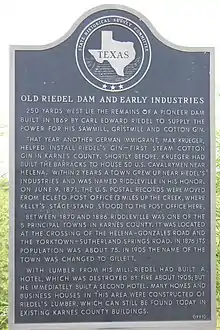 STATE HISTORICAL SURVEY COMMITTEE
TEXAS
OLD RIEDEL DAM AND EARLY INDUSTRIES
250 YARDS WEST LIE THE REMAINS OF A PIONEER DAM
BUILT IN 1869 BY CARL EDWARD RIEDEL TO SUPPLY THE
POWER FOR HIS SAWMILL, GRISTMILL AND COTTON GIN.
THAT YEAR ANOTHER GERMAN IMMIGRANT, MAX KRUEGER,
HELPED INSTALL RIEDEL'S GIN—FIRST STEAM COTTON
GIN IN KARNES COUNTY. SHORTLY BEFORE, KRUEGER HAD
BUILT THE BARRACKS TO HOUSE 50 U.S. CAVALRYMEN NEAR
HELENA. WITHIN 2 YEARS A TOWN GREW UP NEAR RIEDEL'S
INDUSTRIES AND WAS NAMED RIDDLEVILLE IN HIS HONOR.
ON JUNE 9, 1871, THE U.S. POSTAL RECORDS WERE MOVED
FROM ECLETO POST OFFICE (3 MILES UP THE CREEK, WHERE
KELLY'S STAGE-STAND STOOD) TO THE POST OFFICE HERE.
BETWEEN 1870 AND 1886 RIDDLEVILLE WAS ONE OF THE
5 PRINCIPAL TOWNS IN KARNES COUNTY. IT WAS LOCATED
AT THE CROSSING OF THE HELENA-GONZALES ROAD AND
THE YORKTOWN-SUTHERLAND SPRINGS ROAD. IN 1876 ITS
POPULATION WAS ABOUT 75. IN 1905 THE NAME OF THE
TOWN WAS CHANGED TO GILLETT.
WITH LUMBER FROM HIS MILL RIEDEL HAD BUILT A
HOTEL, WHICH WAS DESTROYED BY FIRE ABOUT 1905; BUT
HE IMMEDIATELY BUILT A SECOND HOTEL. MANY HOMES AND
BUSINESS HOUSES IN THIS AREA WERE CONSTRUCTED OF
RIEDEL'S LUMBER, WHICH CAN STILL BE FOUND TODAY IN
EXISTING KARNES COUNTY BUILDINGS.